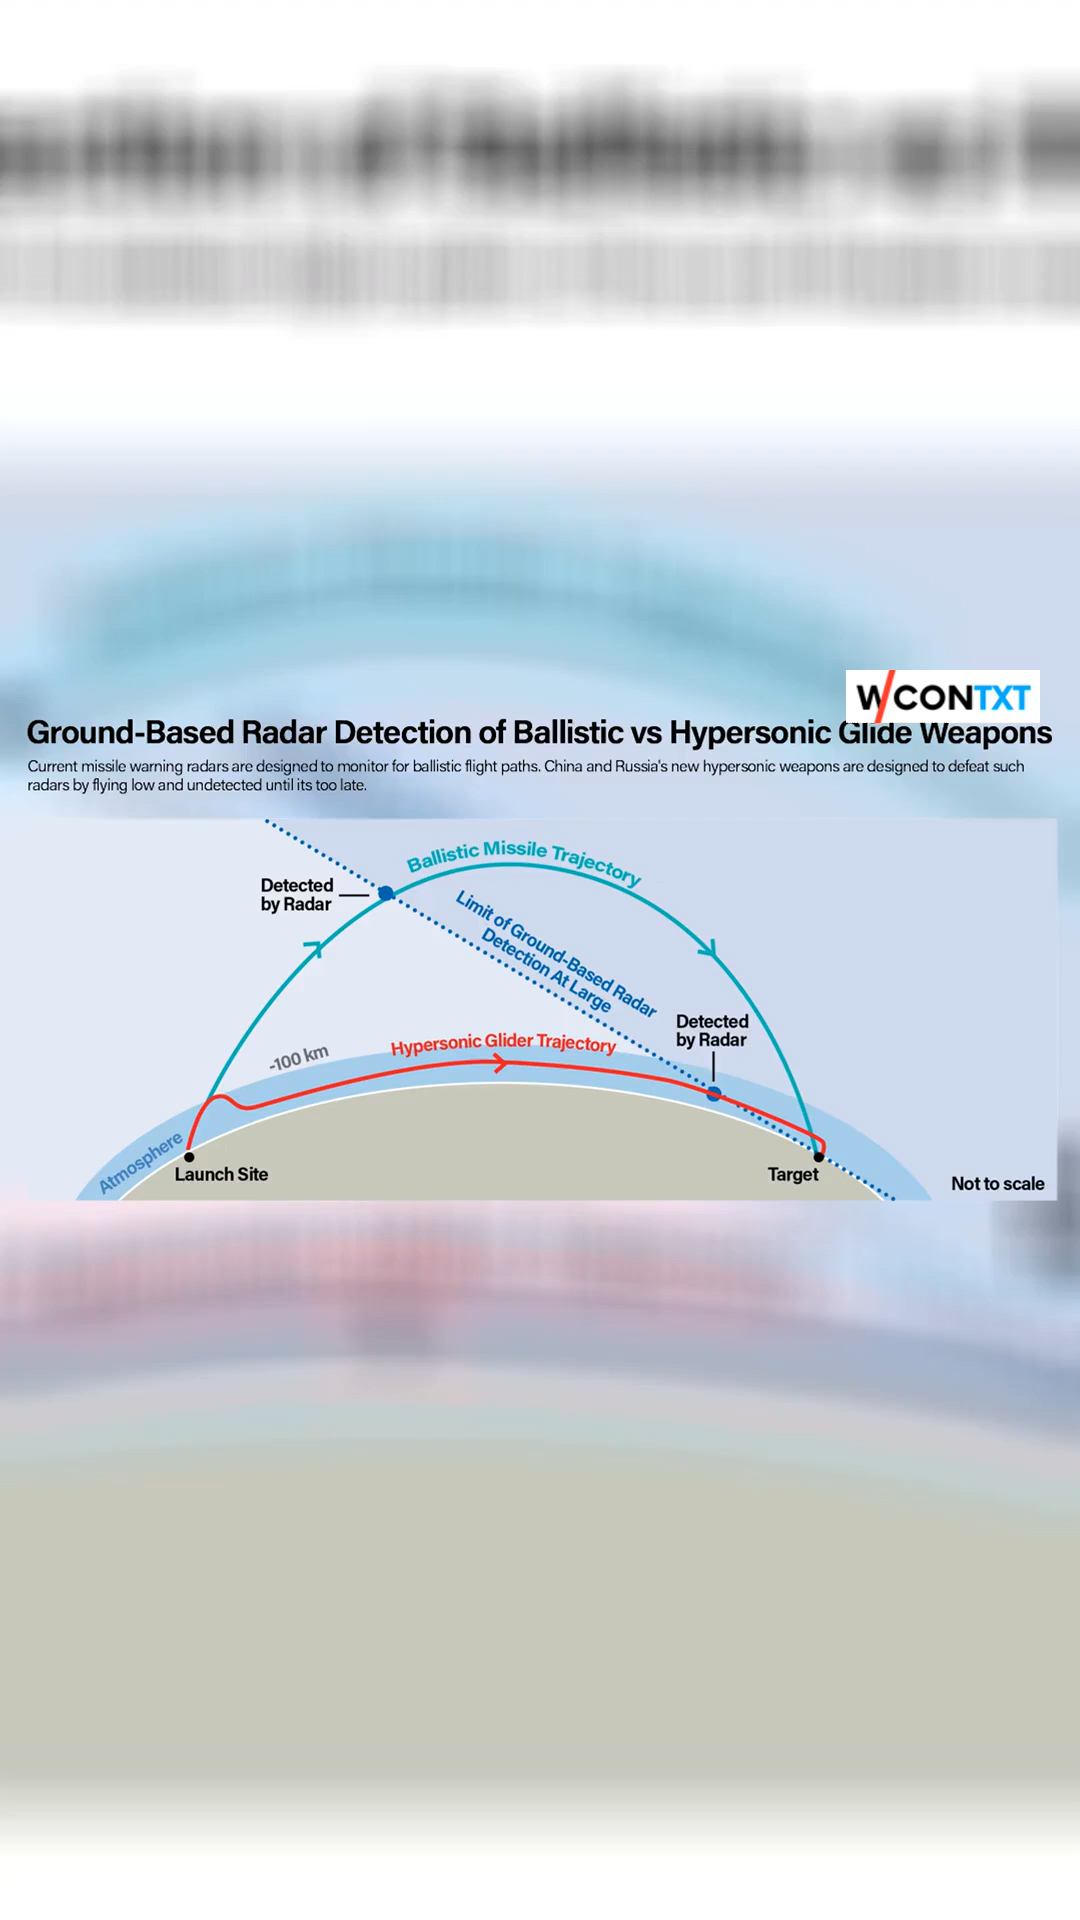 W/CONTXT
Ground-Based Radar Detection of Ballistic vs Hypersonic Glide Weapons
Current missile warning radars are designed to monitor for ballistic flight paths. China and Russia's new hypersonic weapons are designed to defeat such
radars by flying low and undetected until its too late.
Ballistic Missile Trajectory
Detected
by Radar
Limit of Ground-Based Radar
Detection At Large
Detected
by Radar
Hypersonic Glider Trajectory
-100 km
Atmosphere
Launch Site
Target
Not to scale